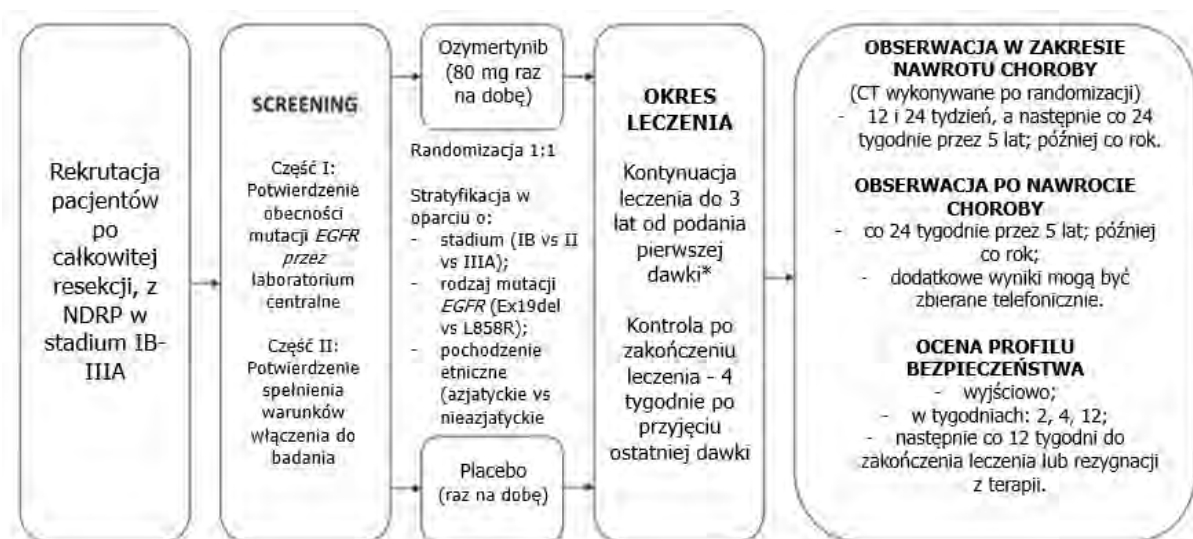 Rekrutacja
pacjentów
po
całkowitej
resekcji, z
NDRP w
stadium IB-
IIIA
SCREENING
Część I:
Potwierdzenie
obecności
mutacji EGFR
przez
laboratorium
centralne
Część II:
Potwierdzenie
spełnienia
warunków
włączenia do
badania
Ozymertynib
(80 mg raz
na dobę)
Randomizacja 1:1
Stratyfikacja w
oparciu o:
- stadium (IB vs II
vs IIIA);
- rodzaj mutacji
EGFR (Ex19del
vs L858R);
- pochodzenie
etniczne
(azjatyckie vs
nieazjatyckie
Placebo
(raz na dobę)
OKRES
LECZENIA
Kontynuacja
leczenia do 3
lat od podania
pierwszej
dawki*
Kontrola po
zakończeniu
leczenia - 4
tygodnie po
przyjęciu
ostatniej dawki
OBSERWACJA W ZAKRESIE
NAWROTU CHOROBY
(CT wykonywane po randomizacji)
- 12 i 24 tydzień, a następnie co 24
tygodnie przez 5 lat; później co rok.
OBSERWACJA PO NAWROCIE
CHOROBY
- co 24 tygodnie przez 5 lat; później
co rok;
- dodatkowe wyniki mogą być
zbierane telefonicznie.
OCENA PROFILU
BEZPIECZEŃSTWA
- wyjściowo;
- w tygodniach: 2, 4, 12;
- następnie co 12 tygodni do
zakończenia leczenia lub rezygnacji
z terapii.